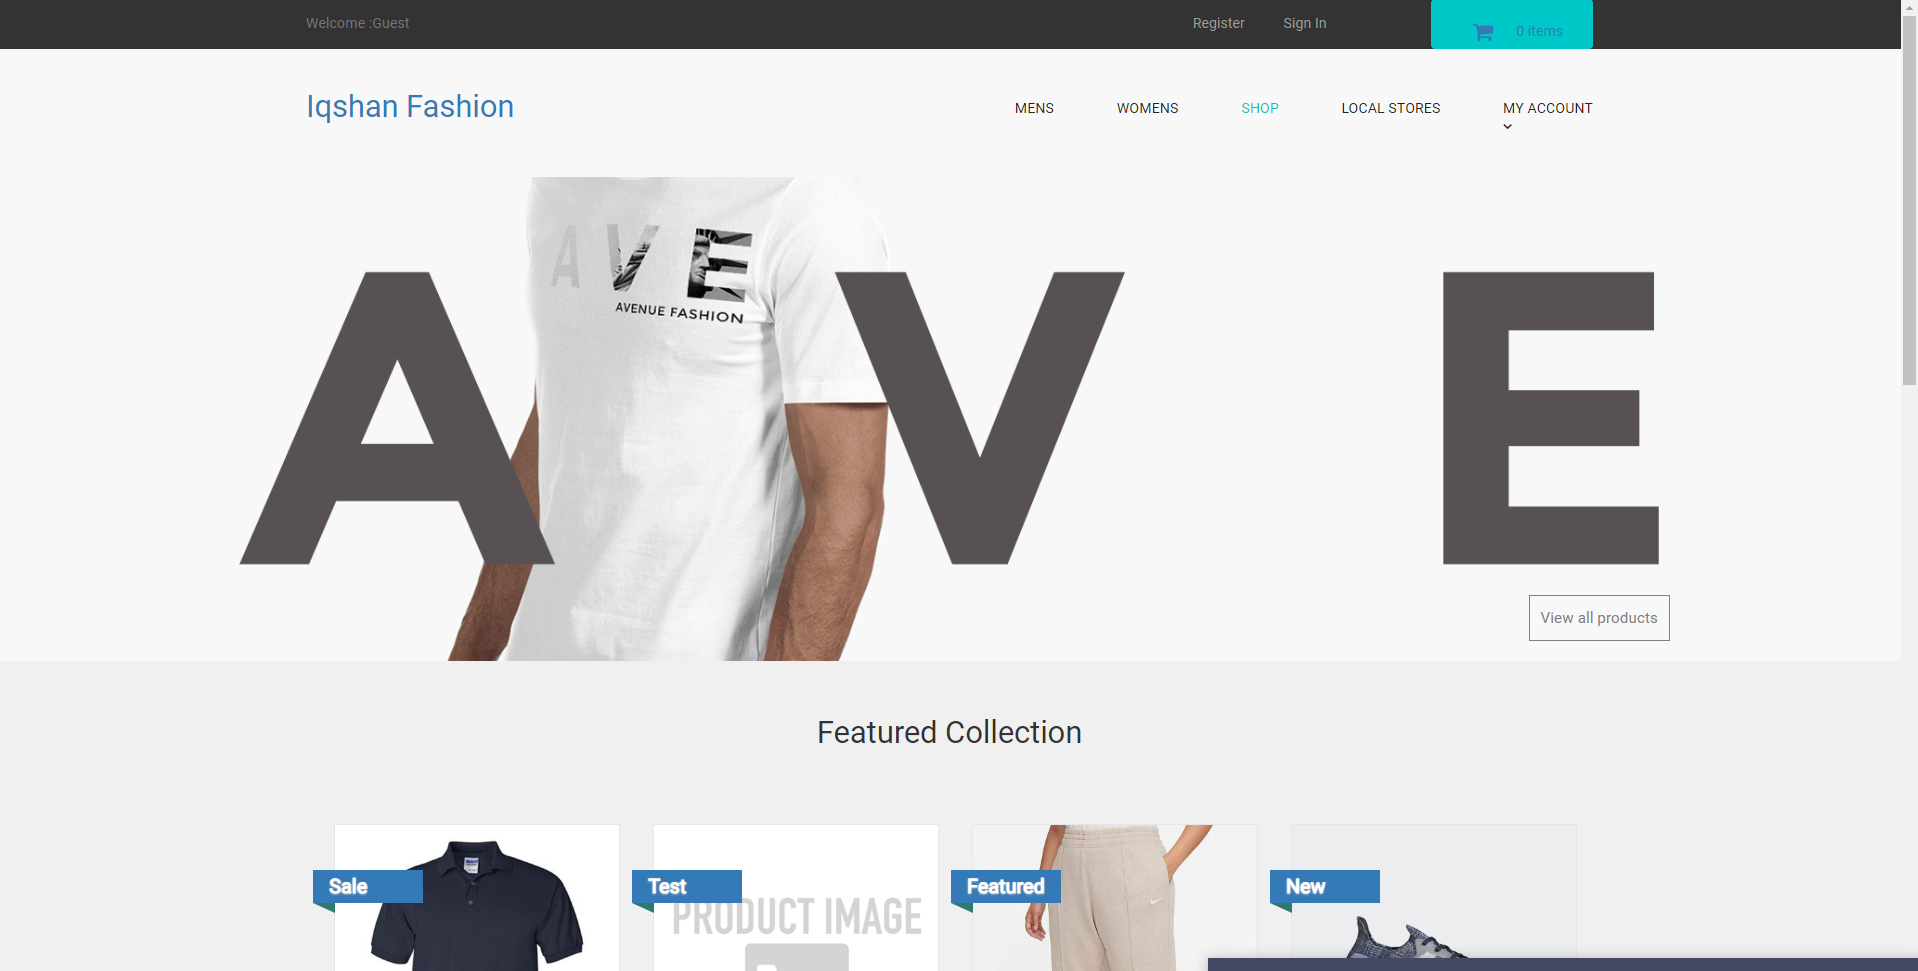 Welcome :Guest
Register
Sign In
0 items
Iqshan Fashion
MENS
WOMENS
SHOP
LOCAL STORES
MY ACCOUNT
AVE
AVENUE FASHION
A V E
View all products
Featured Collection
Sale
Test
Featured
New
PRODUCT IMAGE